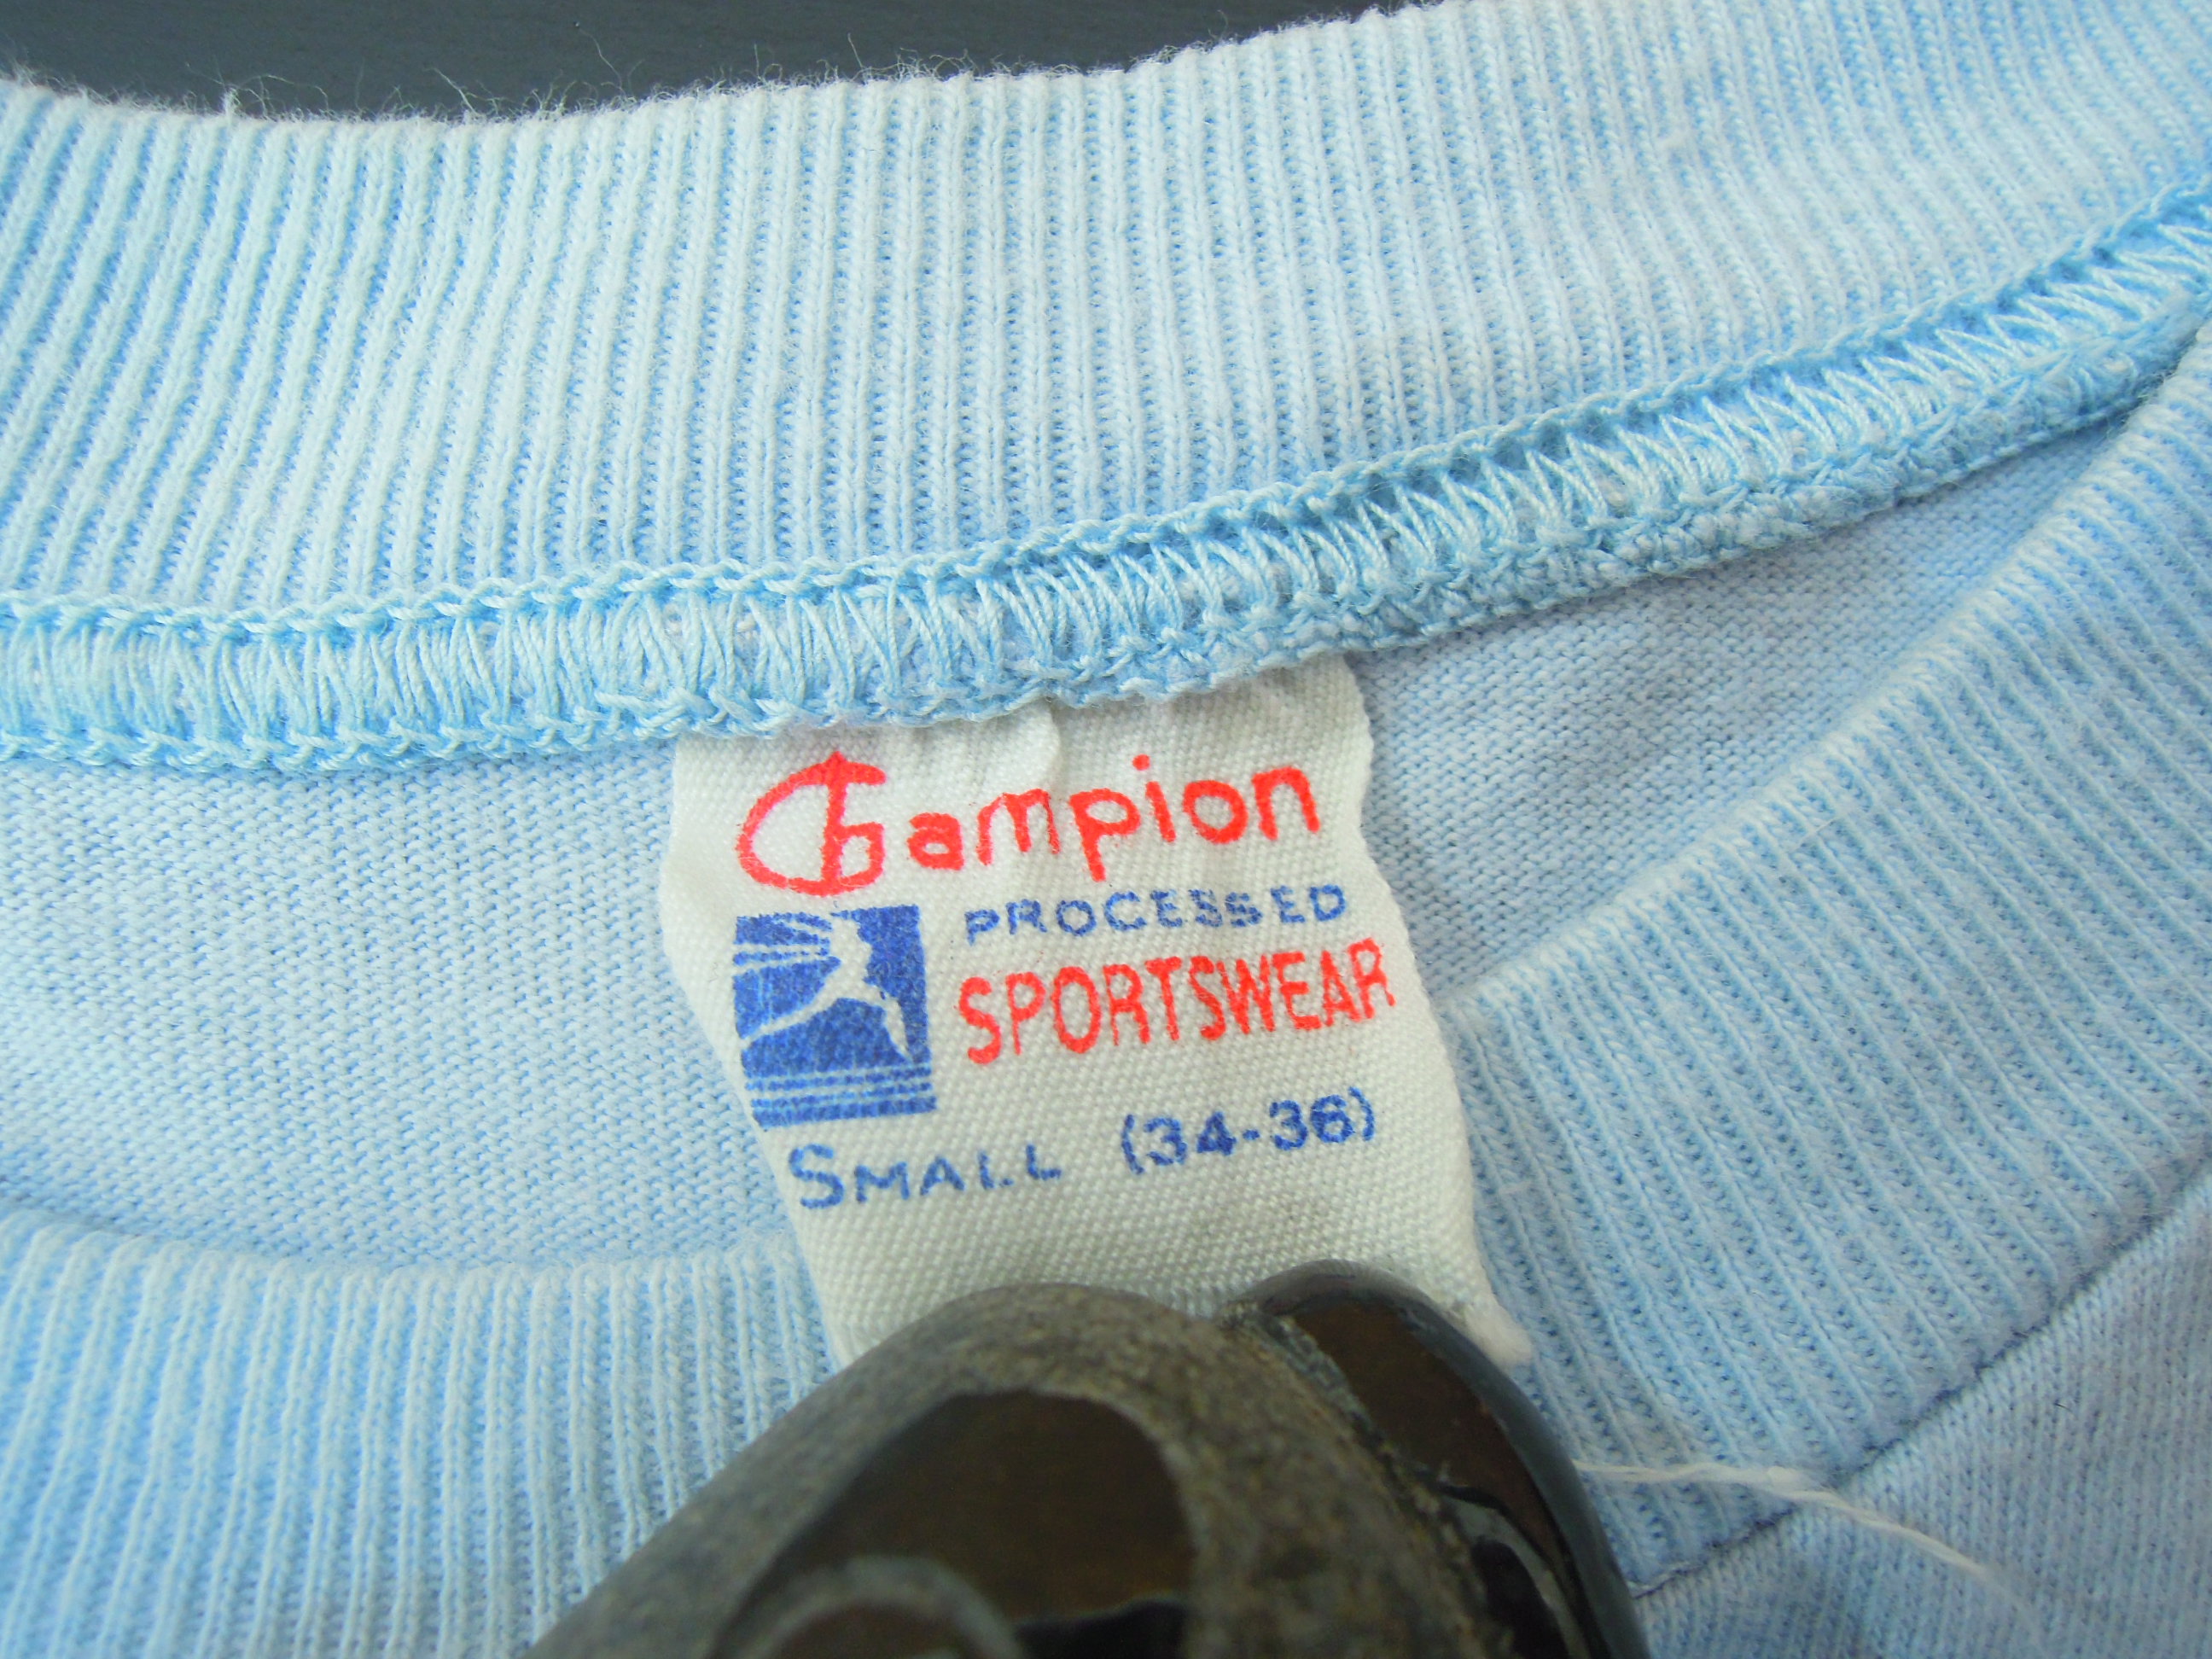 Champion
PROCESSED
SPORTSWEAR
SMALL (34-36)